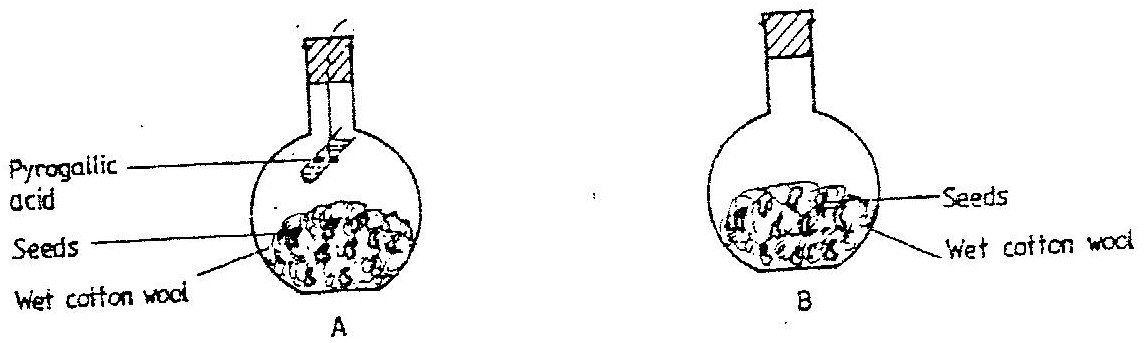 Pyrogallic
acid
Seeds
Wet cotton wool
A
Seeds
Wet cotton wool
B